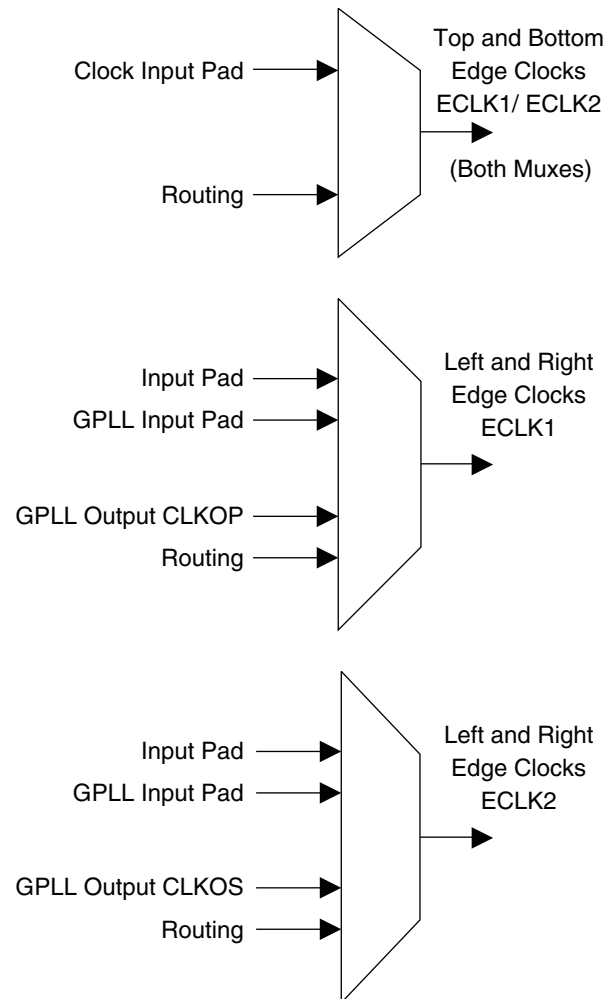 Clock Input Pad
Routing
Top and Bottom
Edge Clocks
ECLK1/ ECLK2
(Both Muxes)
Input Pad
GPLL Input Pad
GPLL Output CLKOP
Routing
Left and Right
Edge Clocks
ECLK1
Input Pad
GPLL Input Pad
GPLL Output CLKOS
Routing
Left and Right
Edge Clocks
ECLK2